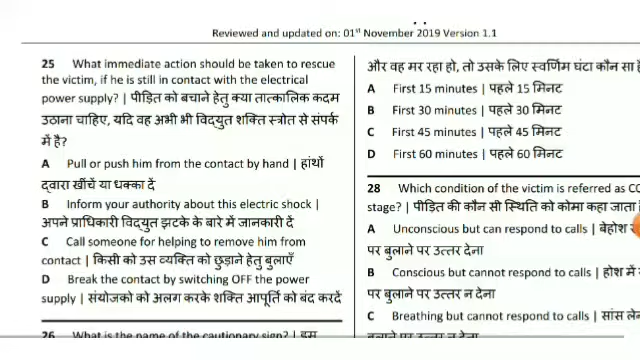 Reviewed and updated on: 01st November 2019 Version 1.1
25 What immediate action should be taken to rescue
the victim, if he is still in contact with the electrical
power supply? | पीड़ित को बचाने हेतु क्या तात्कालिक कदम
उठाना चाहिए, यदि वह अभी भी विद्युत शक्ति स्त्रोत से संपर्क
में है?
A Pull or push him from the contact by hand | हाथों
द्वारा खींचें या धक्का दें
B Inform your authority about this electric shock |
अपने प्राधिकारी विद्युत झटके के बारे में जानकारी दें
C Call someone for helping to remove him from
contact | किसी को उस व्यक्ति को छुड़ाने हेतु बुलाएँ
D Break the contact by switching OFF the power
supply | संयोजको को अलग करके शक्ति आपूर्ति को बंद करदें
26 What is the name of the cautionary sign? | इस
और वह मर रहा हो, तो उसके लिए स्वर्णिम घंटा कौन सा
A First 15 minutes | पहले 15 मिनट
B First 30 minutes | पहले 30 मिनट
C First 45 minutes | पहले 45 मिनट
D First 60 minutes | पहले 60 मिनट
28 Which condition of the victim is referred as CO
stage? | पीड़ित की कौन सी स्थिति को कोमा कहा जाता
A Unconscious but can respond to calls | बेहोश
पर बुलाने पर उत्तर देना
B Conscious but cannot respond to calls | होश में
पर बुलाने पर उत्तर न देना
C Breathing but cannot respond to calls | सांस
बुलाने पर उत्तर न देना